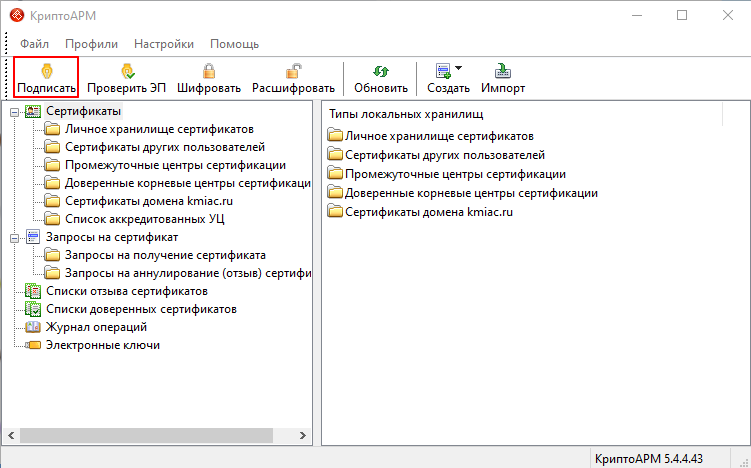 КриптоАРМ
Файл Профили Настройки Помощь
Подписать Проверить ЭП Шифровать Расшифровать Обновить Создать Импорт
Сертификаты
Личное хранилище сертификатов
Сертификаты других пользователей
Промежуточные центры сертификации
Доверенные корневые центры сертификаци
Сертификаты домена kmiac.ru
Список аккредитованных УЦ
Запросы на сертификат
Запросы на получение сертификата
Запросы на аннулирование (отзыв) сертифи
Списки отзыва сертификатов
Списки доверенных сертификатов
Журнал операций
Электронные ключи
Типы локальных хранилищ
Личное хранилище сертификатов
Сертификаты других пользователей
Промежуточные центры сертификации
Доверенные корневые центры сертификации
Сертификаты домена kmiac.ru
КриптоАРМ 5.4.4.43